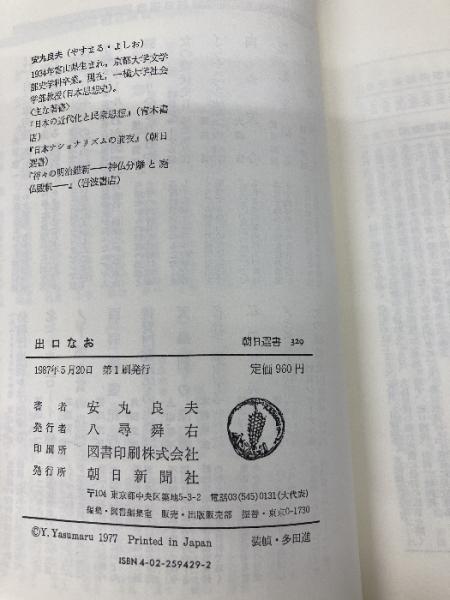 安丸良夫（やすまる・よしお）
1934年富山県生まれ。京都大学文学
部史学科卒業。現在，一橋大学社会
学部教授（日本思想史）。
〈主な著書〉
『日本の近代化と民衆思想』（青木書
店）
『日本ナショナリズムの前夜』（朝日
選書）
『神々の明治維新──神仏分離と廃
仏毀釈──』（岩波書店）
出口なお 朝日選書 329
1987年5月20日 第1刷発行 定価 960円
著者 安丸良夫
発行者 八尋舜右
印刷所 図書印刷株式会社
発行所 朝日新聞社
〒104 東京都中央区築地5-3-2 電話03(545)0131(大代表)
編集・図書編集室 販売・出版販売部 振替・東京0-1730
©Y. Yasumaru 1977 Printed in Japan 装幀・多田進
ISBN 4-02-259429-2